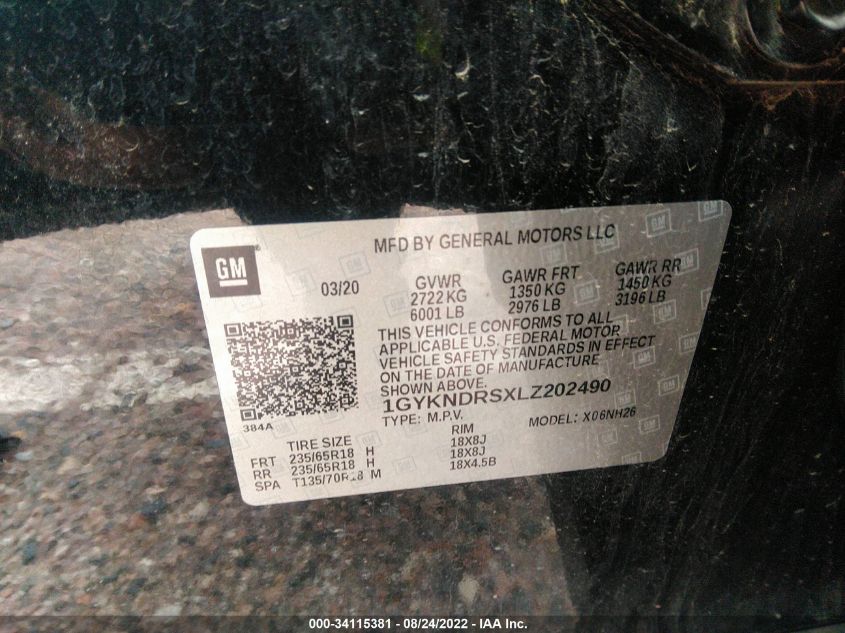 GM
MFD BY GENERAL MOTORS LLC
03/20
GVWR GAWR FRT GAWR RR
2722 KG 1350 KG 1450 KG
6001 LB 2976 LB 3196 LB
THIS VEHICLE CONFORMS TO ALL
APPLICABLE U.S. FEDERAL MOTOR
VEHICLE SAFETY STANDARDS IN EFFECT
ON THE DATE OF MANUFACTURE
SHOWN ABOVE.
1GYKNDRSXLZ202490
TYPE: M.P.V. MODEL: X06NH26
384A
TIRE SIZE RIM
FRT 235/65R18 H 18X8J
RR 235/65R18 H 18X8J
SPA T135/70R18 M 18X4.5B
000-34115381 - 08/24/2022 - IAA Inc.